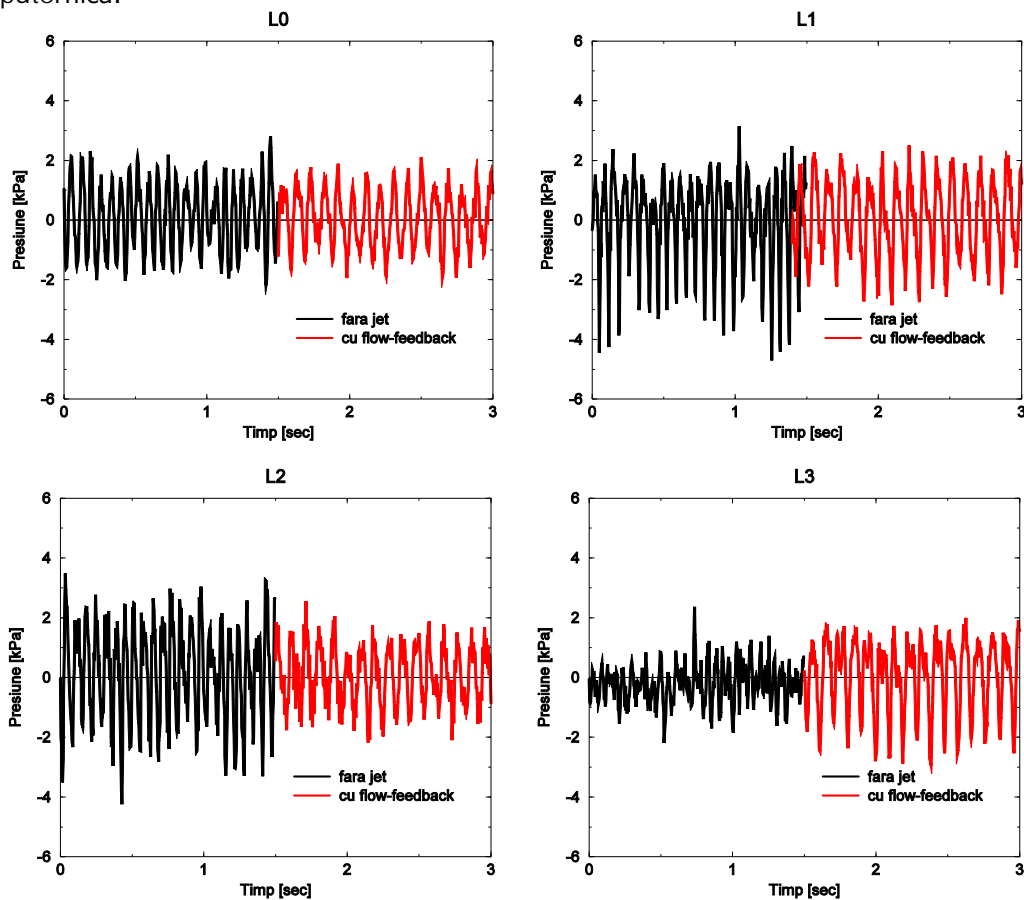 puternica.
L0
6
4
2
0
-2
-4
-6
Presiune [kPa]
fara jet
cu flow-feedback
0 1 2 3
Timp [sec]
L1
6
4
2
0
-2
-4
-6
Presiune [kPa]
fara jet
cu flow-feedback
0 1 2 3
Timp [sec]
L2
6
4
2
0
-2
-4
-6
Presiune [kPa]
fara jet
cu flow-feedback
0 1 2 3
Timp [sec]
L3
6
4
2
0
-2
-4
-6
Presiune [kPa]
fara jet
cu flow-feedback
0 1 2 3
Timp [sec]